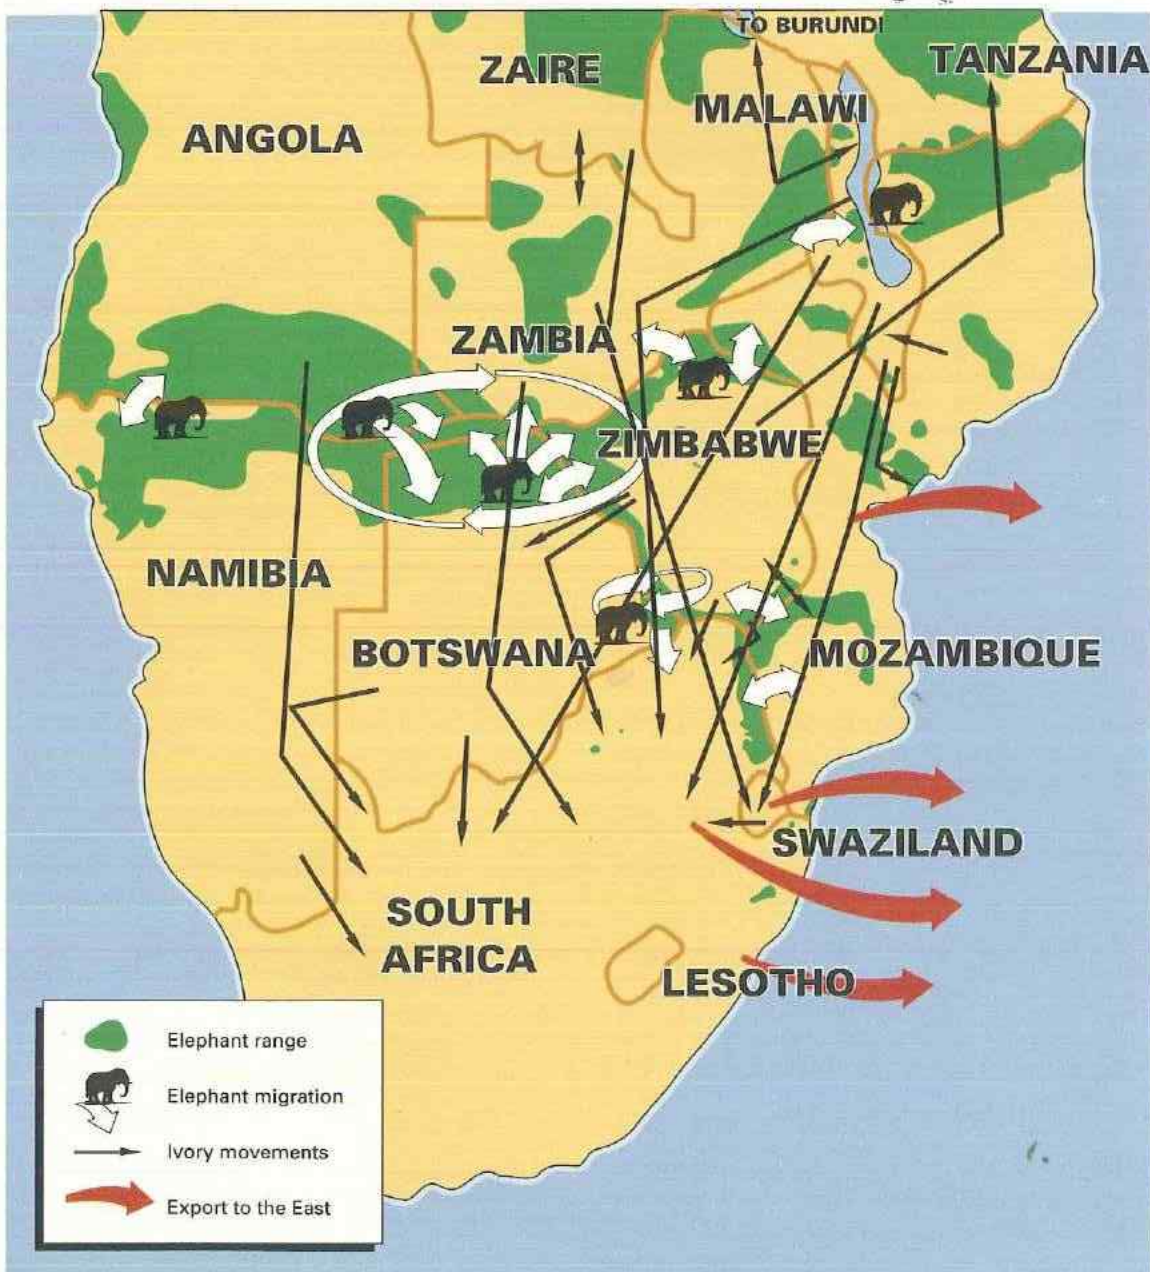 TO BURUNDI
ZAIRE
TANZANIA
MALAWI
ANGOLA
ZAMBIA
ZIMBABWE
NAMIBIA
BOTSWANA
MOZAMBIQUE
SWAZILAND
SOUTH
AFRICA
LESOTHO
Elephant range
Elephant migration
Ivory movements
Export to the East